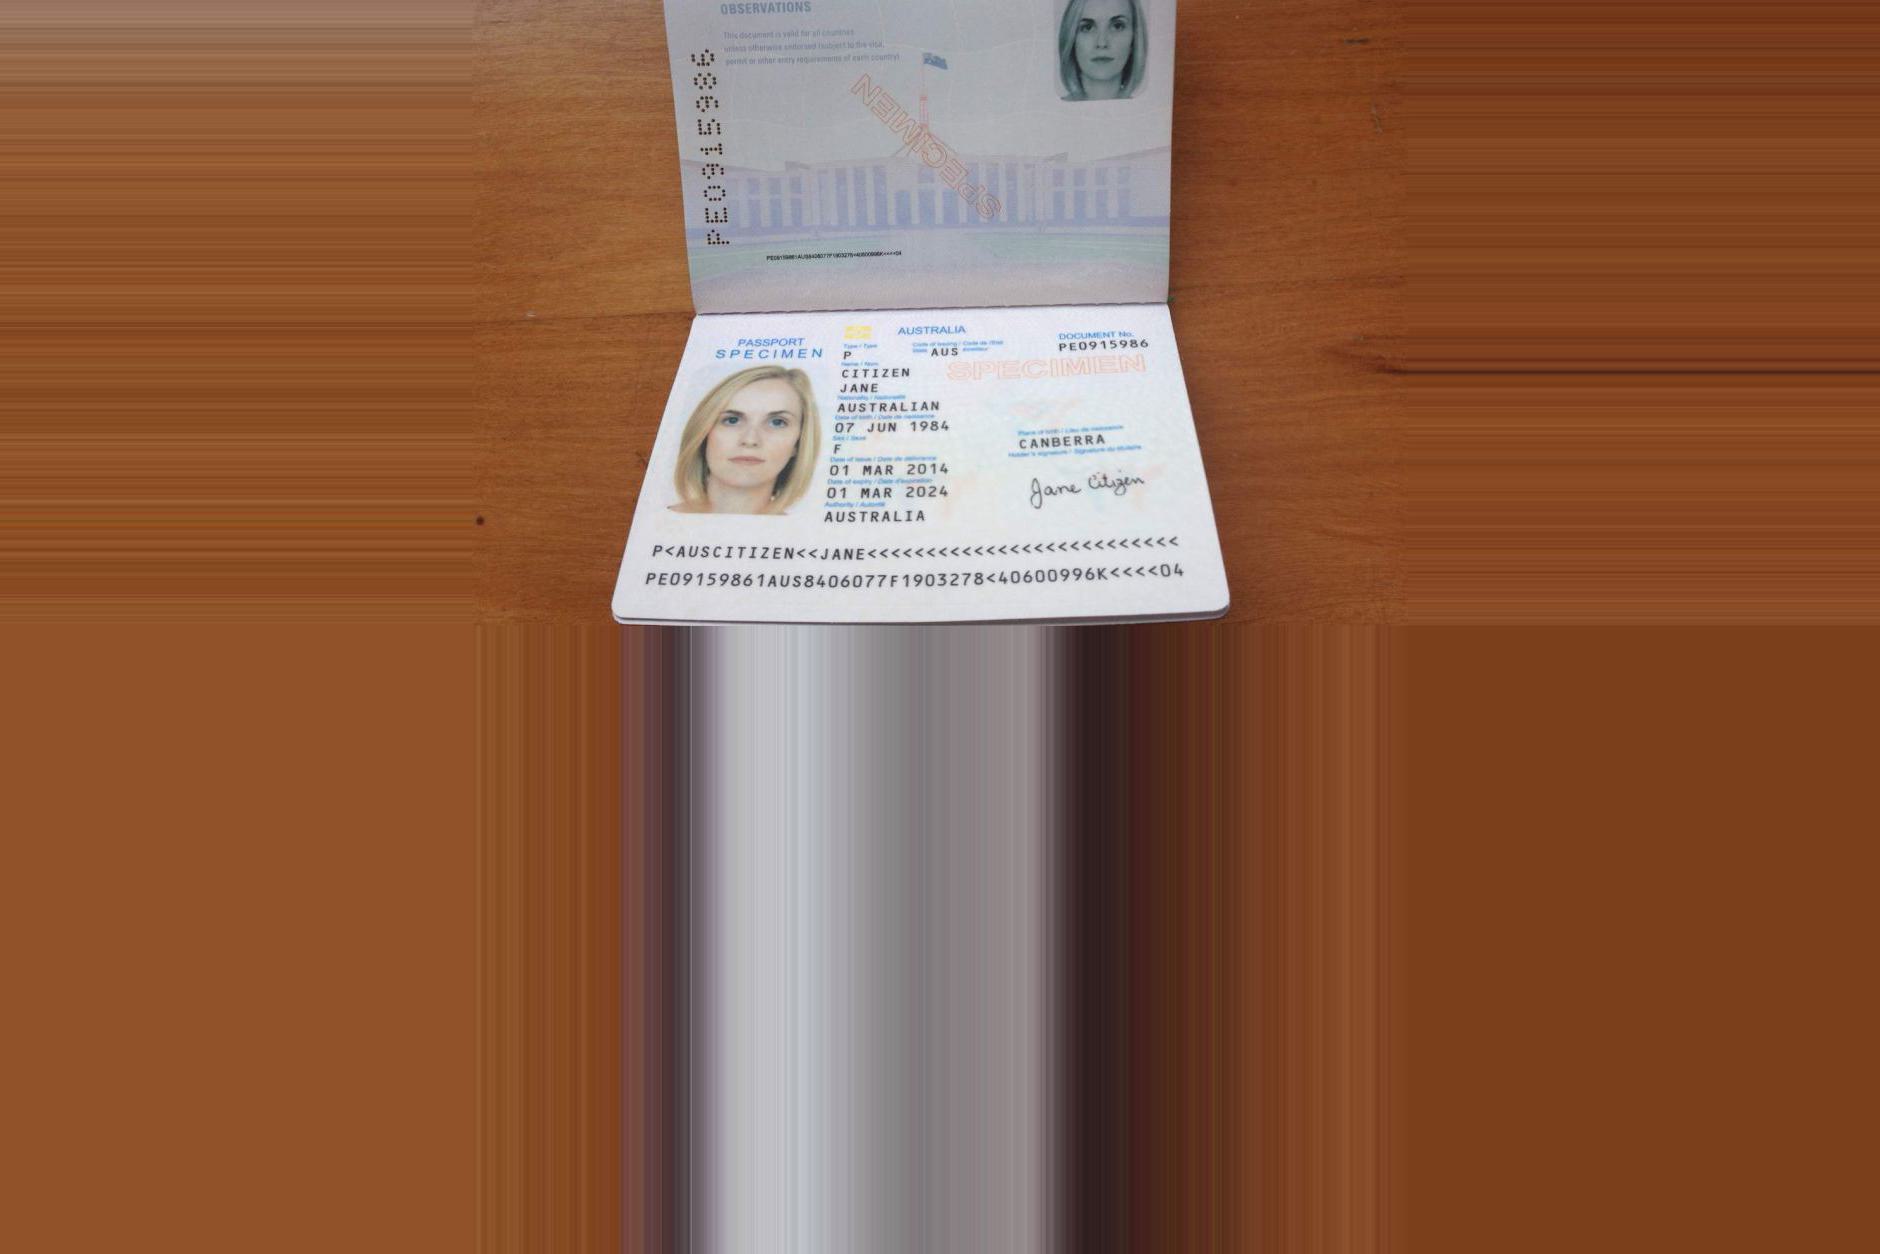 OBSERVATIONS
This document is valid for all countries
unless otherwise endorsed (subject to the visa,
permit or other entry requirements of each country)
PE0915986
SPECIMEN
PE09159861AUS8406077F1903278<40600996K<<<<04
PASSPORT
SPECIMEN
AUSTRALIA
DOCUMENT No.
PE0915986
Type / Type
P
Code of issuing / Code de l'Etat
State AUS émetteur
SPECIMEN
Name / Nom
CITIZEN
JANE
Nationality / Nationalité
AUSTRALIAN
Date of birth / Date de naissance
07 JUN 1984
Sex / Sexe
F
Place of birth / Lieu de naissance
CANBERRA
Date of issue / Date de délivrance
01 MAR 2014
Holder's signature / Signature du titulaire
Jane Citizen
Date of expiry / Date d'expiration
01 MAR 2024
Authority / Autorité
AUSTRALIA
P<AUSCITIZEN<<JANE<<<<<<<<<<<<<<<<<<<<<<<<<<
PE09159861AUS8406077F1903278<40600996K<<<<04